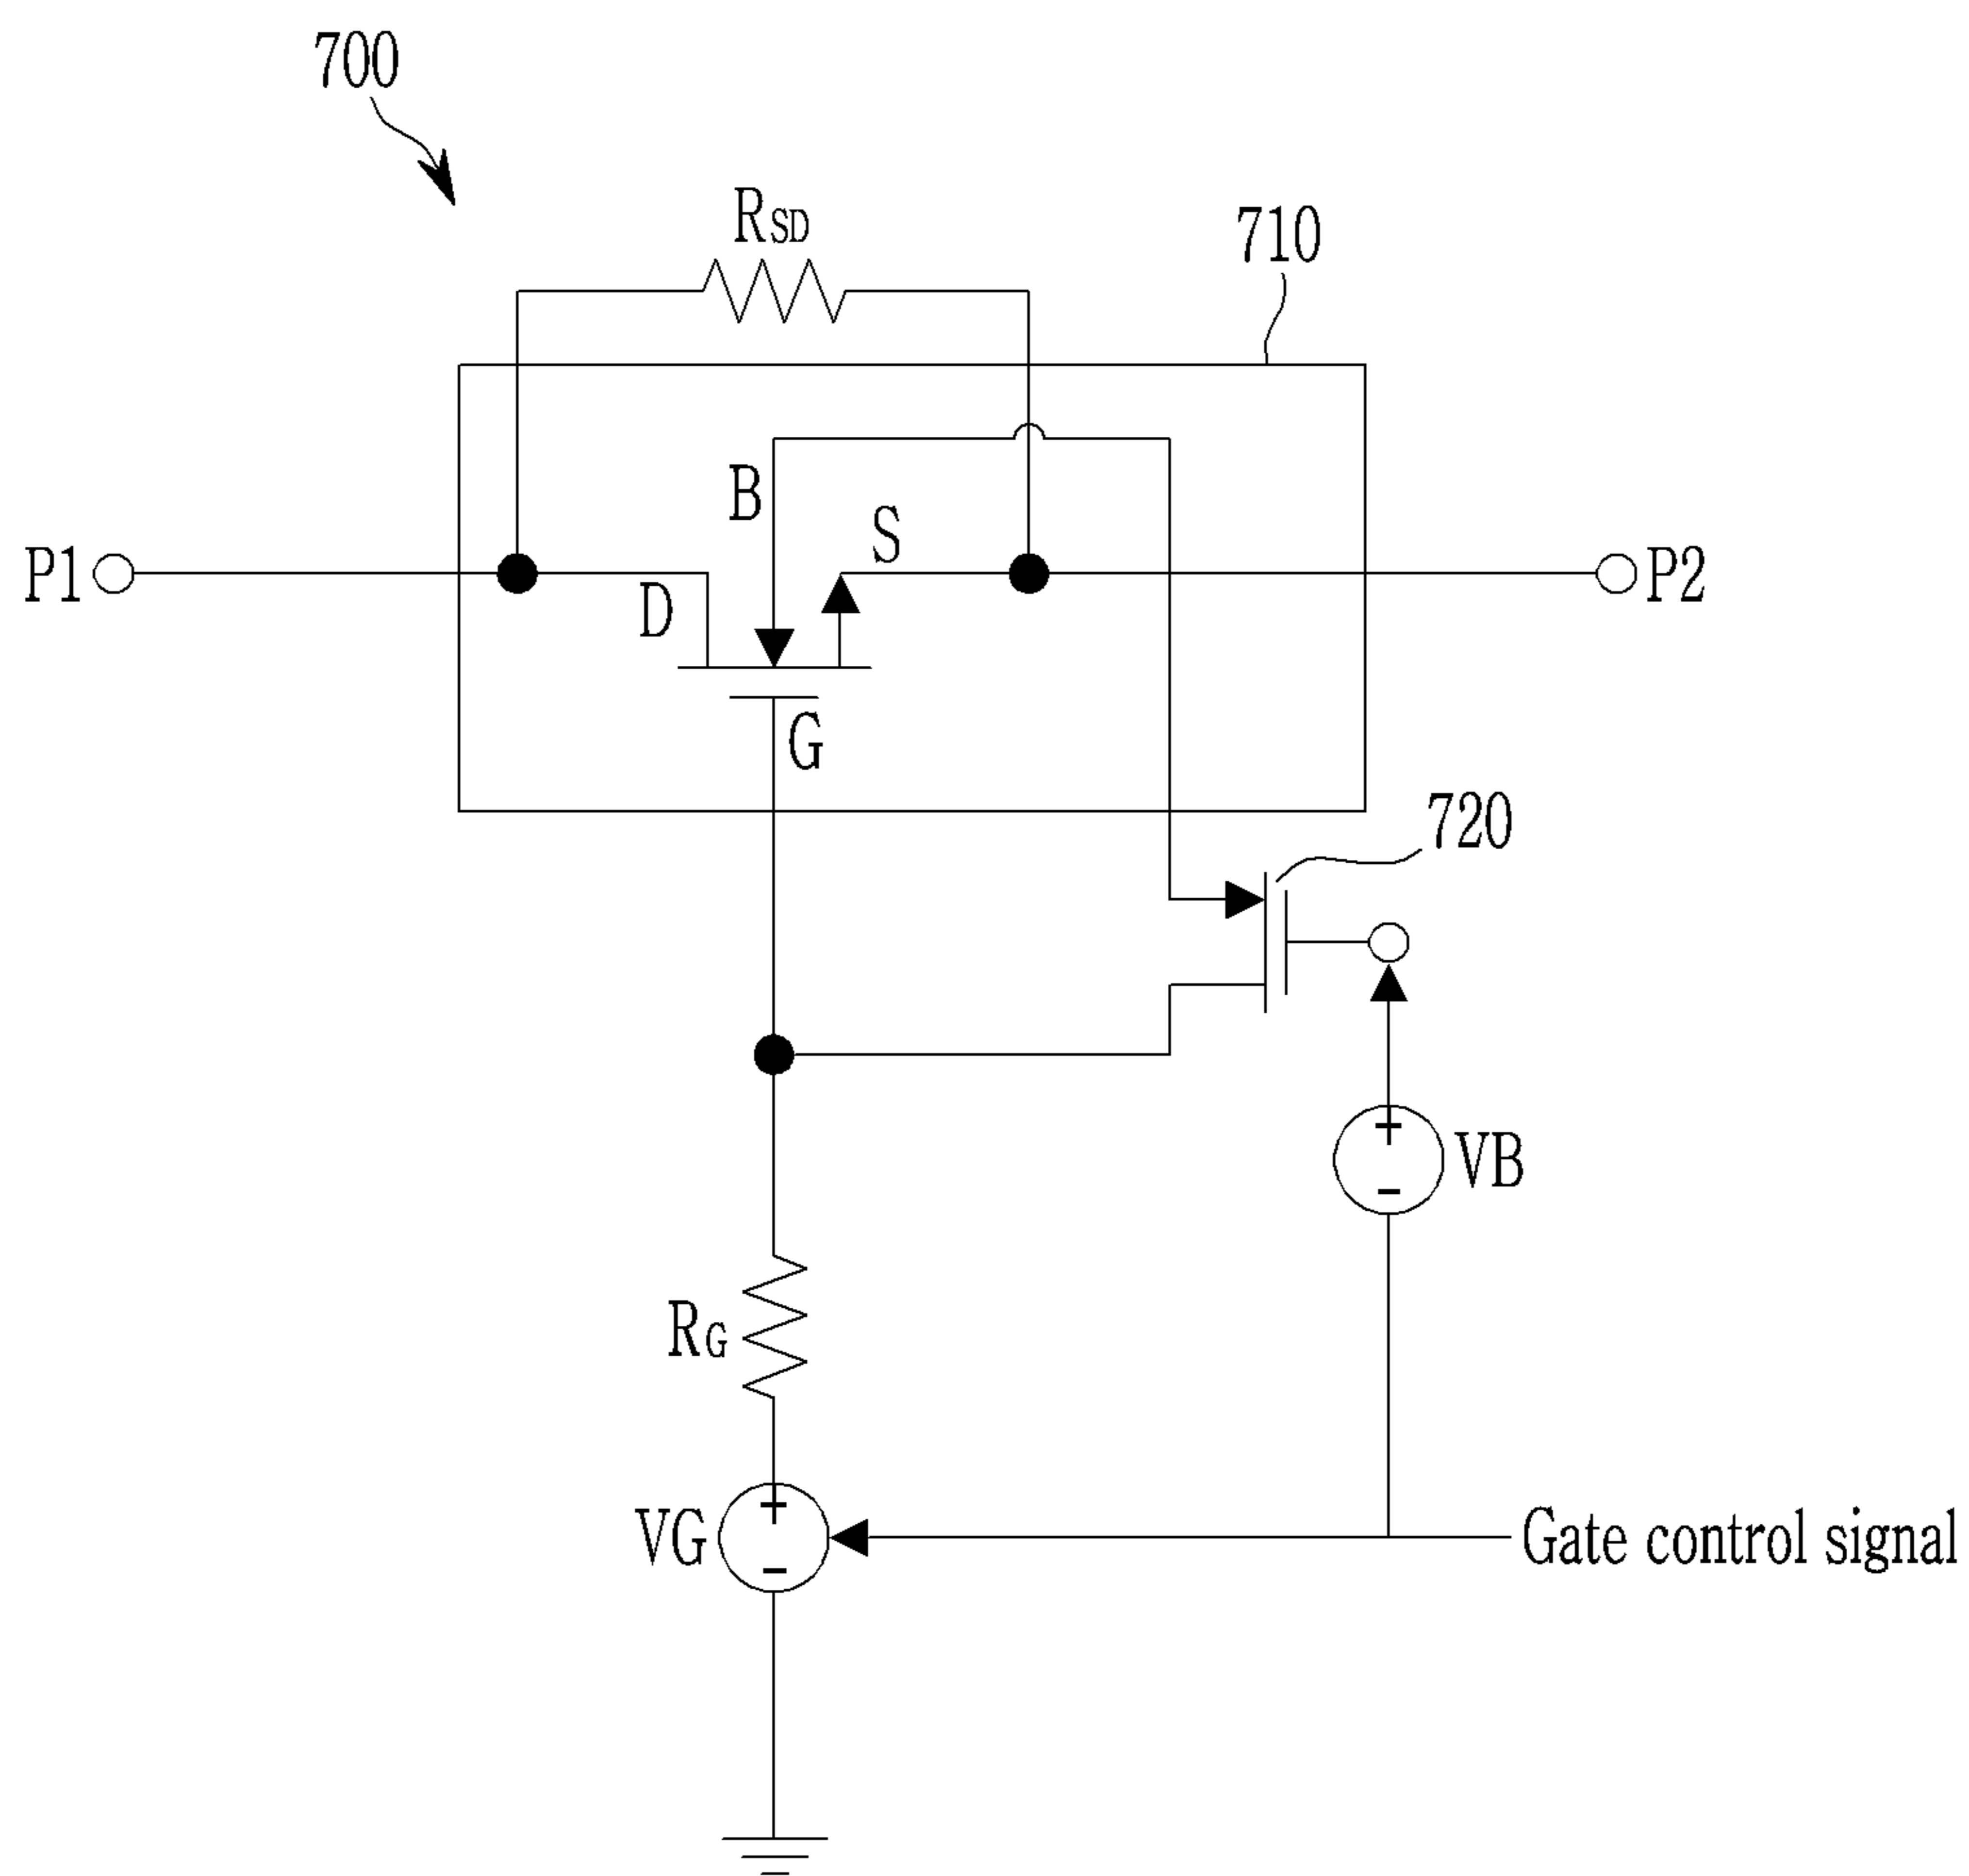 700
RSD
710
B
S
P1
P2
D
G
720
+
VB
-
RG
+
VG
-
Gate control signal